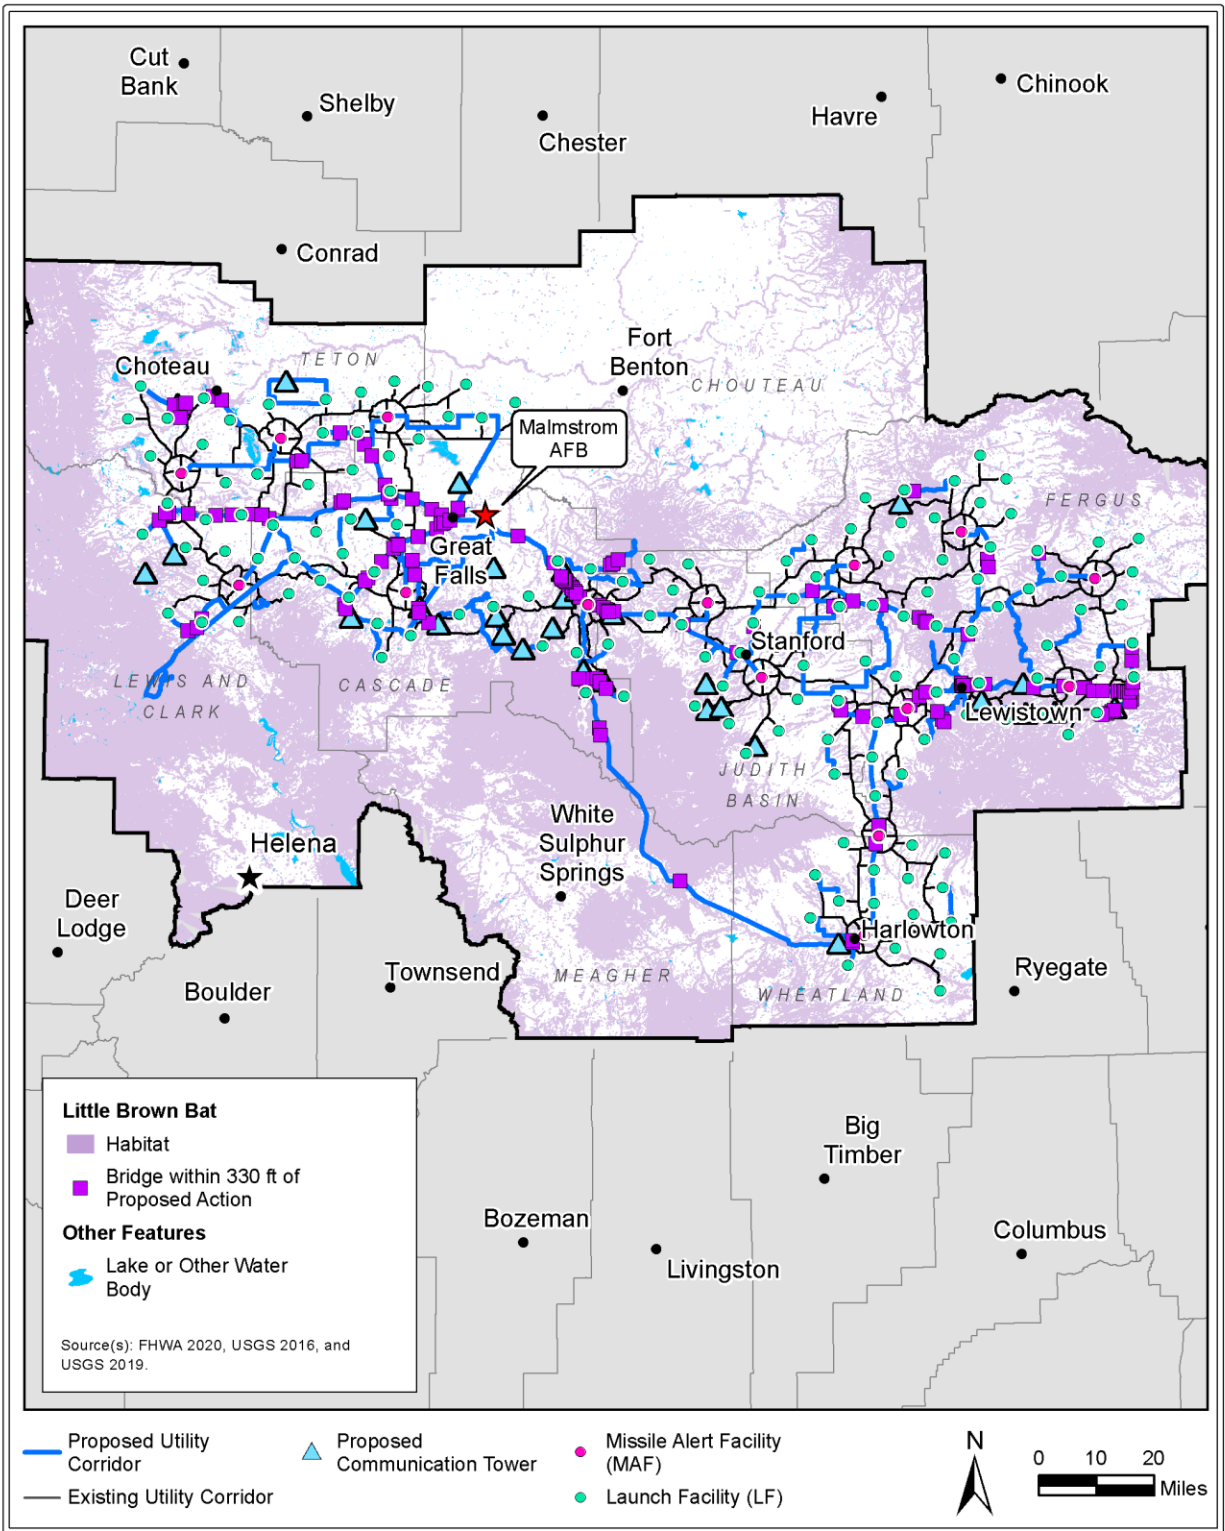 Cut
Bank
Shelby
Chester
Havre
Chinook
Conrad
Fort
Benton
Choteau
TETON
CHOUTEAU
Malmstrom
AFB
FERGUS
Great
Falls
Stanford
LEWIS AND
CLARK
CASCADE
Lewistown
JUDITH
BASIN
White
Sulphur
Springs
Helena
Deer
Lodge
Harlowton
Townsend
MEAGHER
WHEATLAND
Ryegate
Boulder
Big
Timber
Bozeman
Livingston
Columbus
Little Brown Bat
Habitat
Bridge within 330 ft of
Proposed Action
Other Features
Lake or Other Water
Body
Source(s): FHWA 2020, USGS 2016, and
USGS 2019.
Proposed Utility
Corridor
Existing Utility Corridor
Proposed
Communication Tower
Missile Alert Facility
(MAF)
Launch Facility (LF)
N
0 10 20
Miles